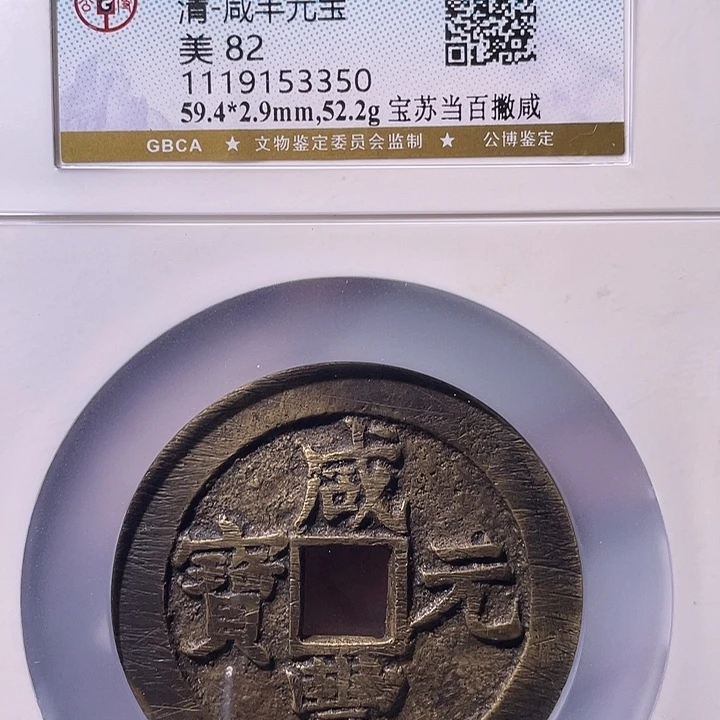 清-咸丰元宝
美 82
1119153350
59.4*2.9mm,52.2g 宝苏当百撇咸
GBCA ★ 文物鉴定委员会监制 ★ 公博鉴定
咸
寶 元
豐